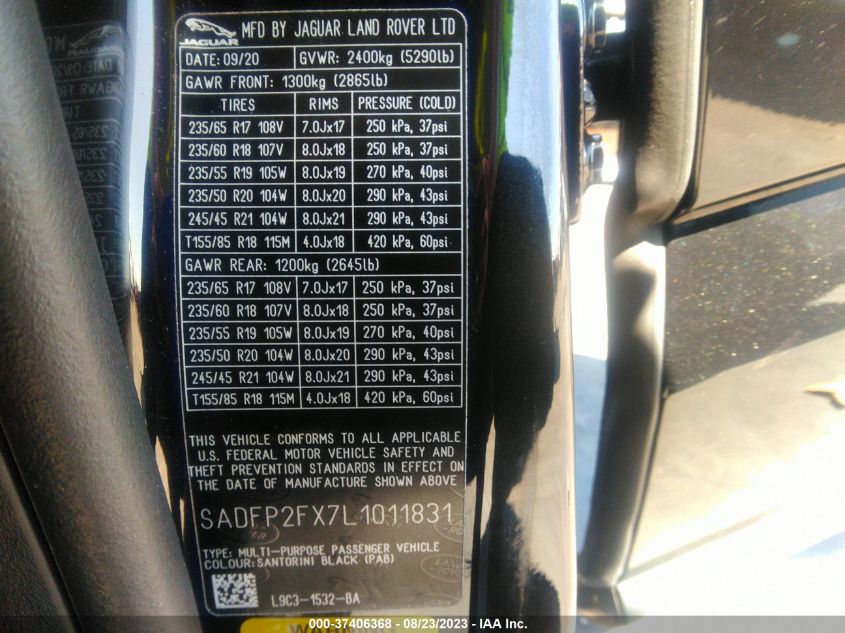 JAGUAR
MFD BY JAGUAR LAND ROVER LTD
DATE: 09/20 GVWR: 2400kg (5290lb)
GAWR FRONT: 1300kg (2865lb)
TIRES RIMS PRESSURE (COLD)
235/65 R17 108V 7.0Jx17 250 kPa, 37psi
235/60 R18 107V 8.0Jx18 250 kPa, 37psi
235/55 R19 105W 8.0Jx19 270 kPa, 40psi
235/50 R20 104W 8.0Jx20 290 kPa, 43psi
245/45 R21 104W 8.0Jx21 290 kPa, 43psi
T155/85 R18 115M 4.0Jx18 420 kPa, 60psi
GAWR REAR: 1200kg (2645lb)
235/65 R17 108V 7.0Jx17 250 kPa, 37psi
235/60 R18 107V 8.0Jx18 250 kPa, 37psi
235/55 R19 105W 8.0Jx19 270 kPa, 40psi
235/50 R20 104W 8.0Jx20 290 kPa, 43psi
245/45 R21 104W 8.0Jx21 290 kPa, 43psi
T155/85 R18 115M 4.0Jx18 420 kPa, 60psi
THIS VEHICLE CONFORMS TO ALL APPLICABLE
U.S. FEDERAL MOTOR VEHICLE SAFETY AND
THEFT PREVENTION STANDARDS IN EFFECT ON
THE DATE OF MANUFACTURE SHOWN ABOVE
SADFP2FX7L1011831
TYPE: MULTI-PURPOSE PASSENGER VEHICLE
COLOUR: SANTORINI BLACK (PAB)
L9C3-1532-BA
WARNING
000-37406368 - 08/23/2023 - IAA Inc.